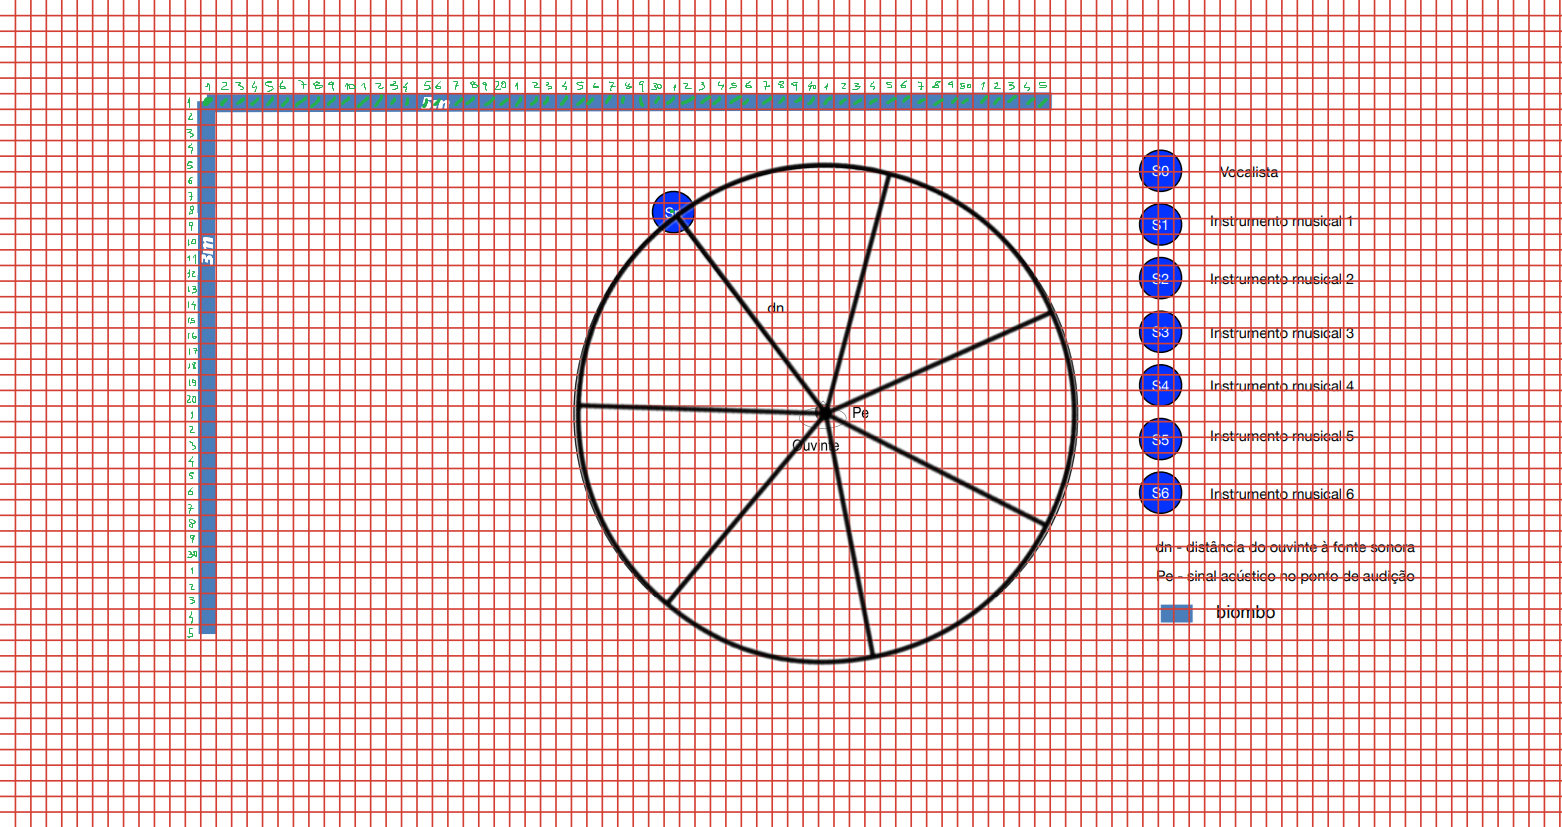 1 2 3 4 5 6 7 8 9 10 1 2 3 4 5 6 7 8 9 20 1 2 3 4 5 6 7 8 9 30 1 2 3 4 5 6 7 8 9 40 1 2 3 4 5 6 7 8 9 50 1 2 3 4 5
5m
1
2
3
4
5
6
7
8
9
10
11
12
13
14
15
16
17
18
19
20
1
2
3
4
5
6
7
8
9
1
2
3
4
5
3m
dn
Pe
Ouvinte
S0 Vocalista
S1 Instrumento musical 1
S2 Instrumento musical 2
S3 Instrumento musical 3
S4 Instrumento musical 4
S5 Instrumento musical 5
S6 Instrumento musical 6
dn - distância do ouvinte à fonte sonora
Pe - sinal acústico no ponto de audição
biombo